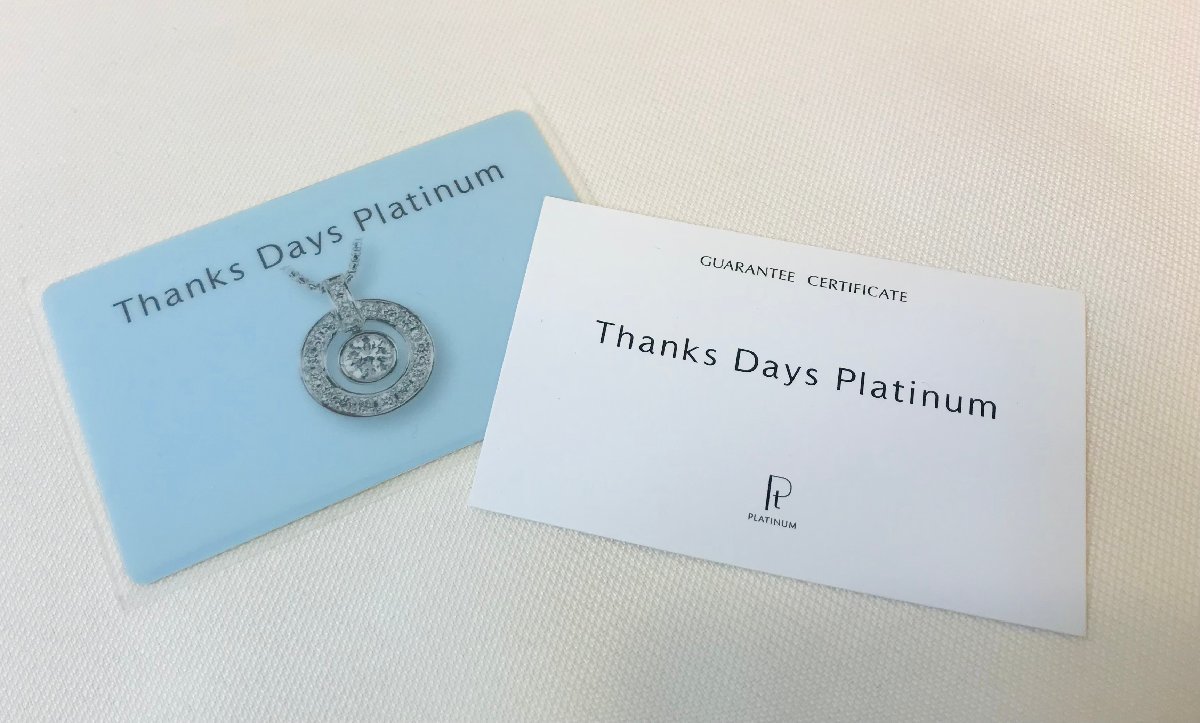 Thanks Days Platinum
GUARANTEE CERTIFICATE
Thanks Days Platinum
Pt
PLATINUM